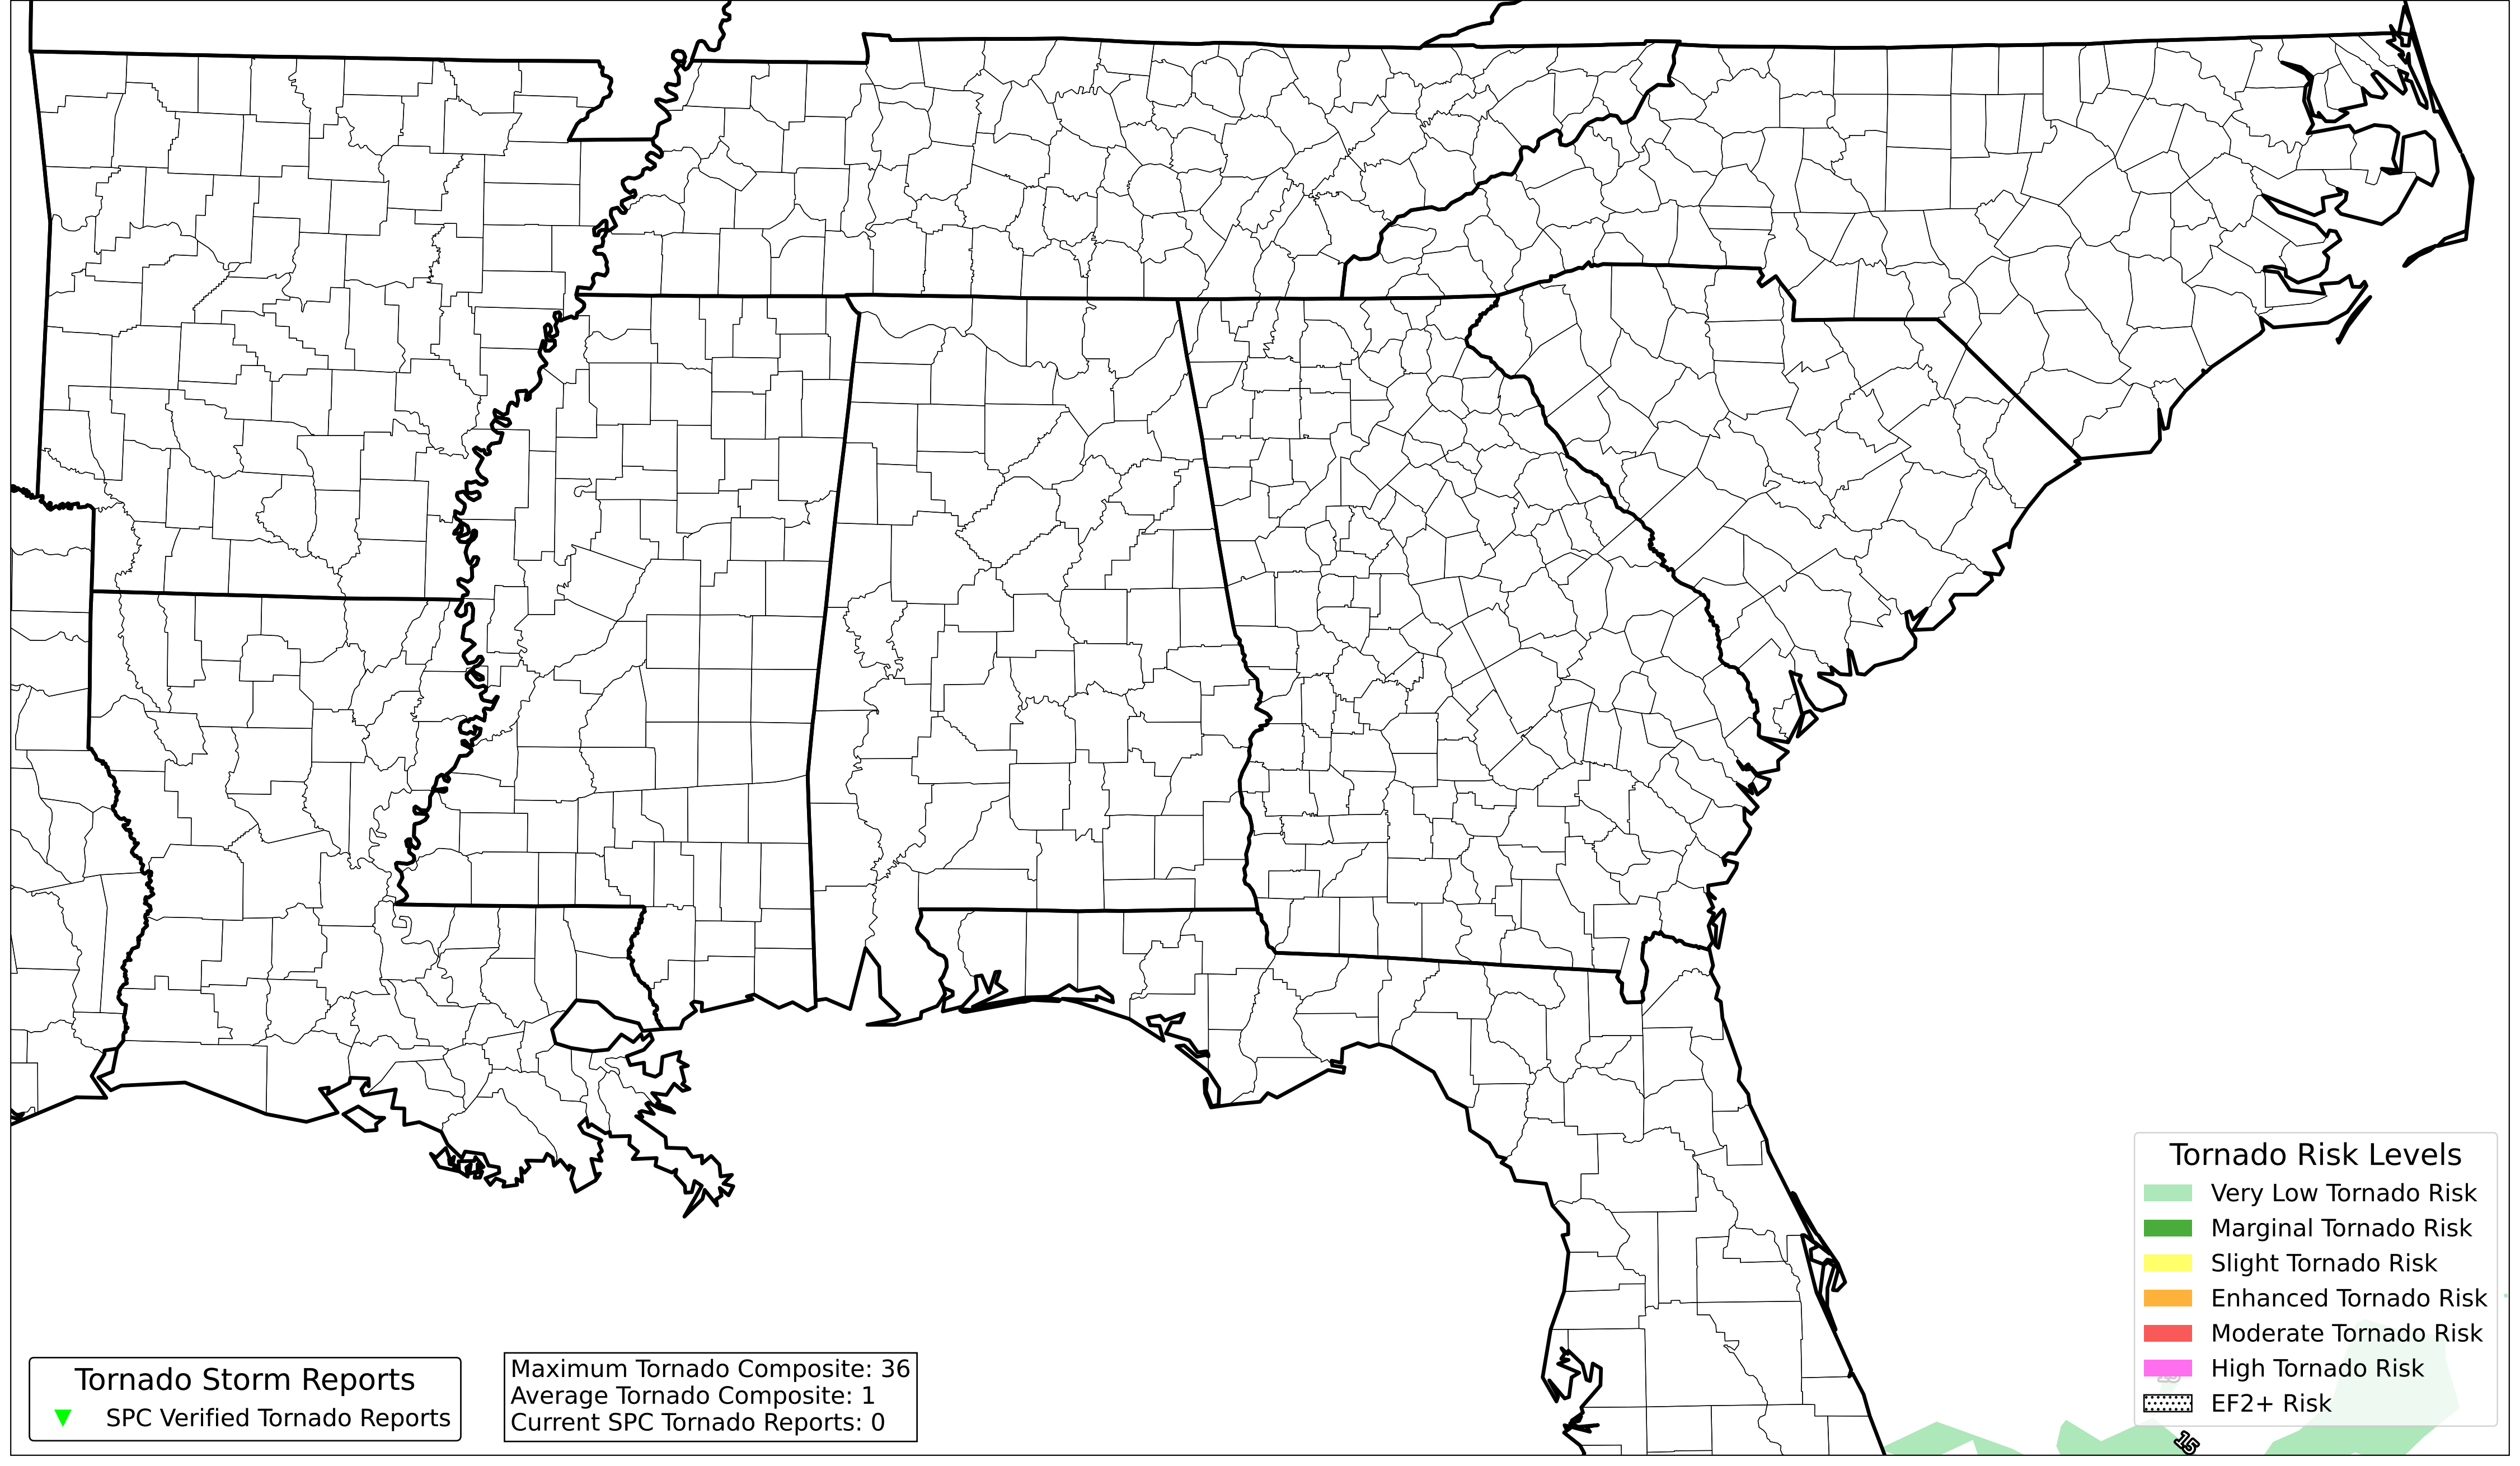 Tornado Risk Levels
Very Low Tornado Risk
Marginal Tornado Risk
Slight Tornado Risk
Enhanced Tornado Risk
Moderate Tornado Risk
High Tornado Risk
EF2+ Risk
Tornado Storm Reports
SPC Verified Tornado Reports
Maximum Tornado Composite: 36
Average Tornado Composite: 1
Current SPC Tornado Reports: 0
15